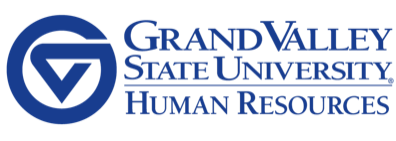 GRAND VALLEY
STATE UNIVERSITY®
HUMAN RESOURCES